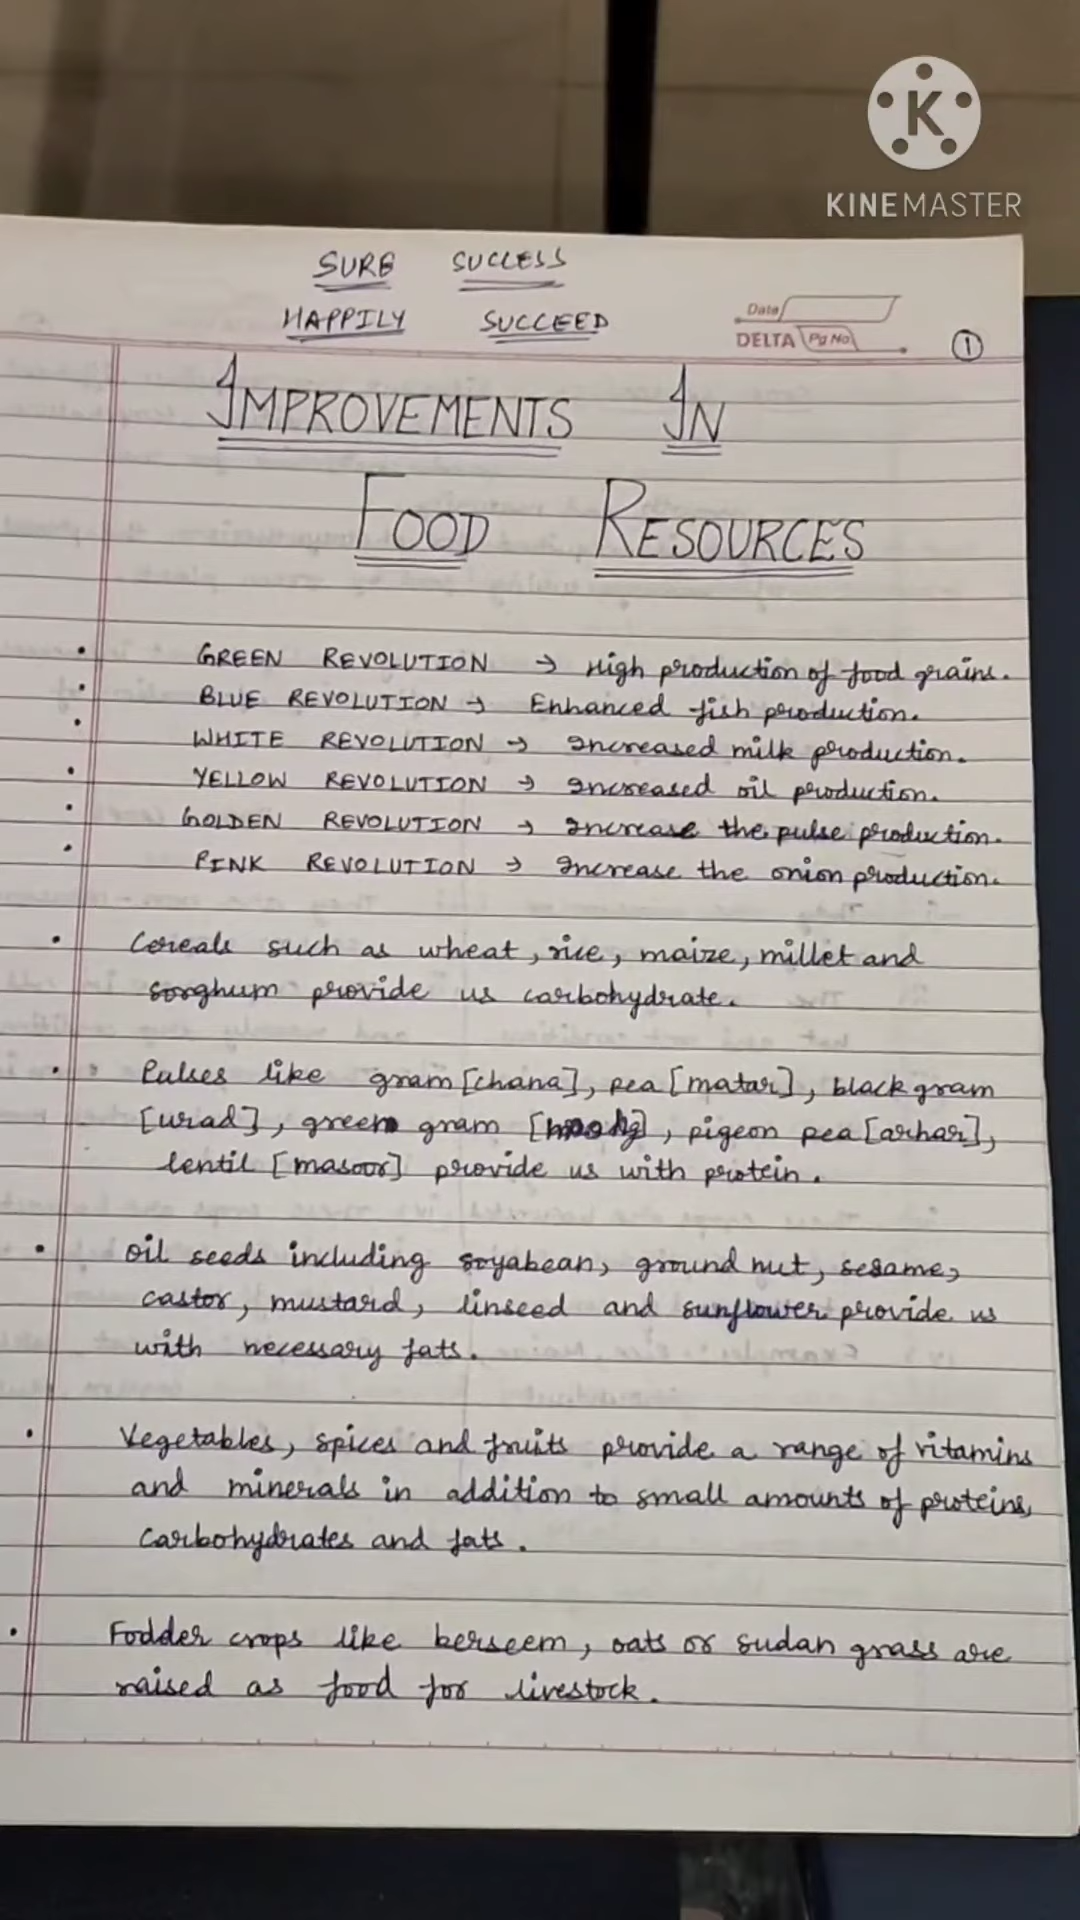 K
KINEMASTER
SURE SUCCESS
HAPPILY SUCCEED
Date
DELTA Pg No
1
IMPROVEMENTS IN
FOOD RESOURCES
• GREEN REVOLUTION → High production of food grains.
• BLUE REVOLUTION → Enhanced fish production.
• WHITE REVOLUTION → Increased milk production.
• YELLOW REVOLUTION → Increased oil production.
• GOLDEN REVOLUTION → Increase the pulse production.
• PINK REVOLUTION → Increase the onion production.
• Cereals such as wheat, rice, maize, millet and
sorghum provide us carbohydrate.
• Pulses like gram [chana], pea [matar], black gram
[urad], green gram [moong], pigeon pea [arhar],
lentil [masoor] provide us with protein.
• Oil seeds including soyabean, ground nut, sesame,
castor, mustard, linseed and sunflower provide us
with necessary fats.
• Vegetables, spices and fruits provide a range of vitamins
and minerals in addition to small amounts of proteins,
carbohydrates and fats.
• Fodder crops like berseem, oats or sudan grass are
raised as food for livestock.